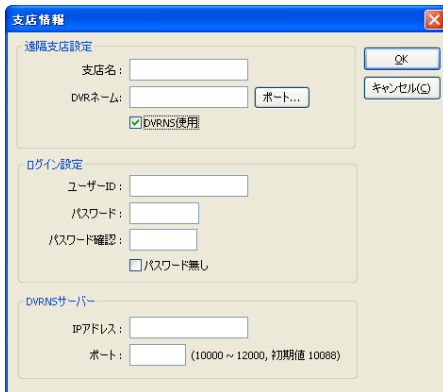 支店情報
遠隔支店設定
支店名：
OK
DVRネーム:
ポート...
キャンセル(C)
DVRNS使用
ログイン設定
ユーザーID：
パスワード：
パスワード確認：
パスワード無し
DVRNSサーバー
IPアドレス：
ポート： (10000 ~ 12000, 初期値 10088)